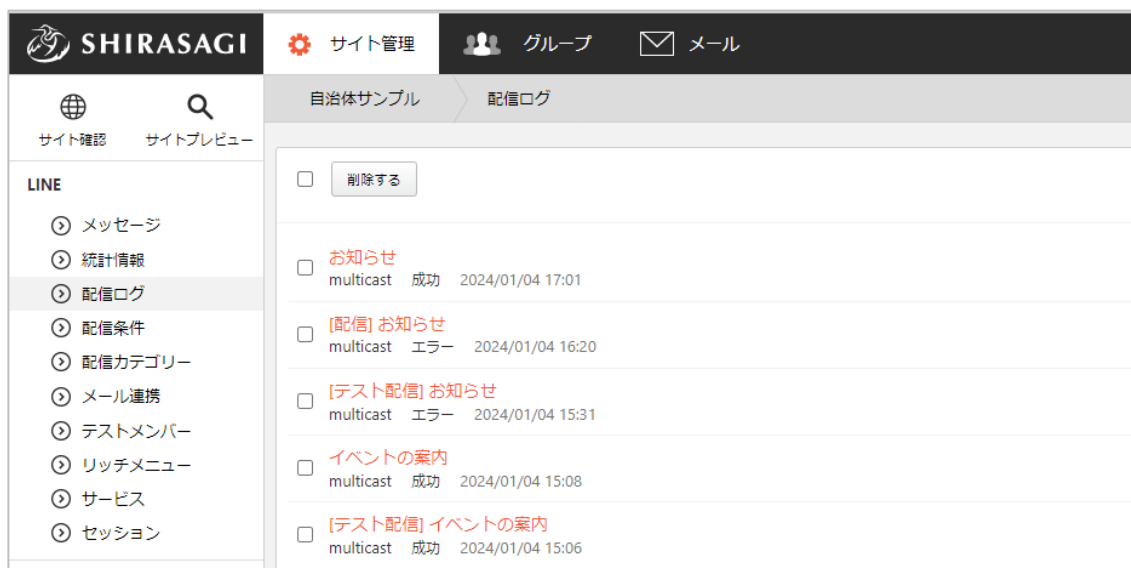 SHIRASAGI
サイト管理
グループ
メール
サイト確認
サイトプレビュー
自治体サンプル
配信ログ
LINE
メッセージ
統計情報
配信ログ
配信条件
配信カテゴリー
メール連携
テストメンバー
リッチメニュー
サービス
セッション
削除する
お知らせ
multicast 成功 2024/01/04 17:01
[配信] お知らせ
multicast エラー 2024/01/04 16:20
[テスト配信] お知らせ
multicast エラー 2024/01/04 15:31
イベントの案内
multicast 成功 2024/01/04 15:08
[テスト配信] イベントの案内
multicast 成功 2024/01/04 15:06